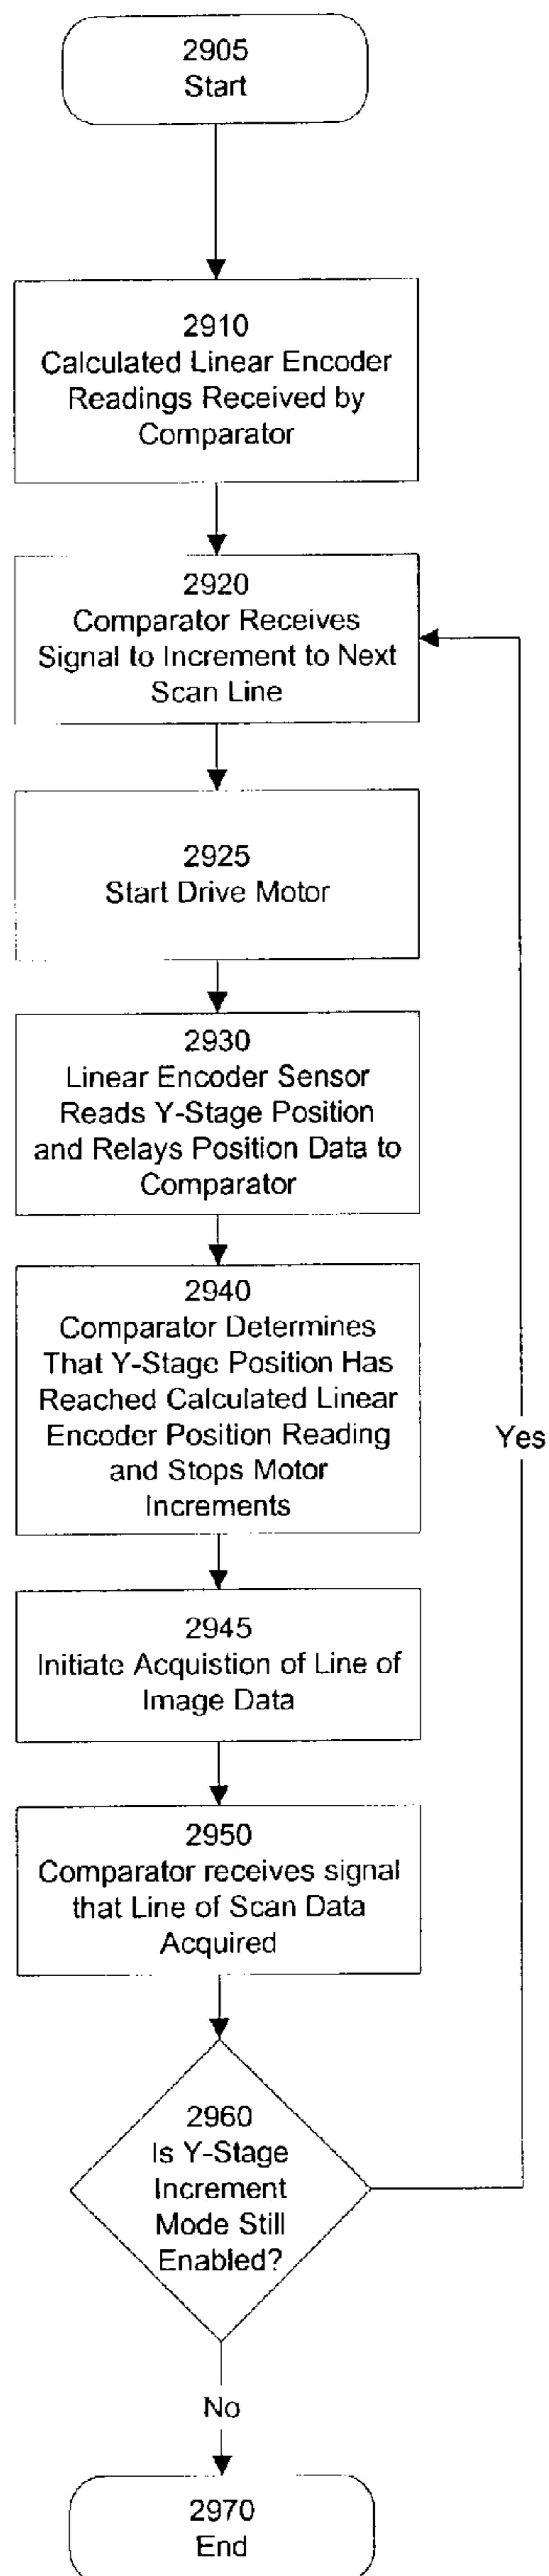 2905
Start
2910
Calculated Linear Encoder
Readings Received by
Comparator
2920
Comparator Receives
Signal to Increment to Next
Scan Line
2925
Start Drive Motor
2930
Linear Encoder Sensor
Reads Y-Stage Position
and Relays Position Data to
Comparator
2940
Comparator Determines
That Y-Stage Position Has
Reached Calculated Linear
Encoder Position Reading
and Stops Motor
Increments
Yes
2945
Initiate Acquistion of Line of
Image Data
2950
Comparator receives signal
that Line of Scan Data
Acquired
2960
Is Y-Stage
Increment
Mode Still
Enabled?
No
2970
End